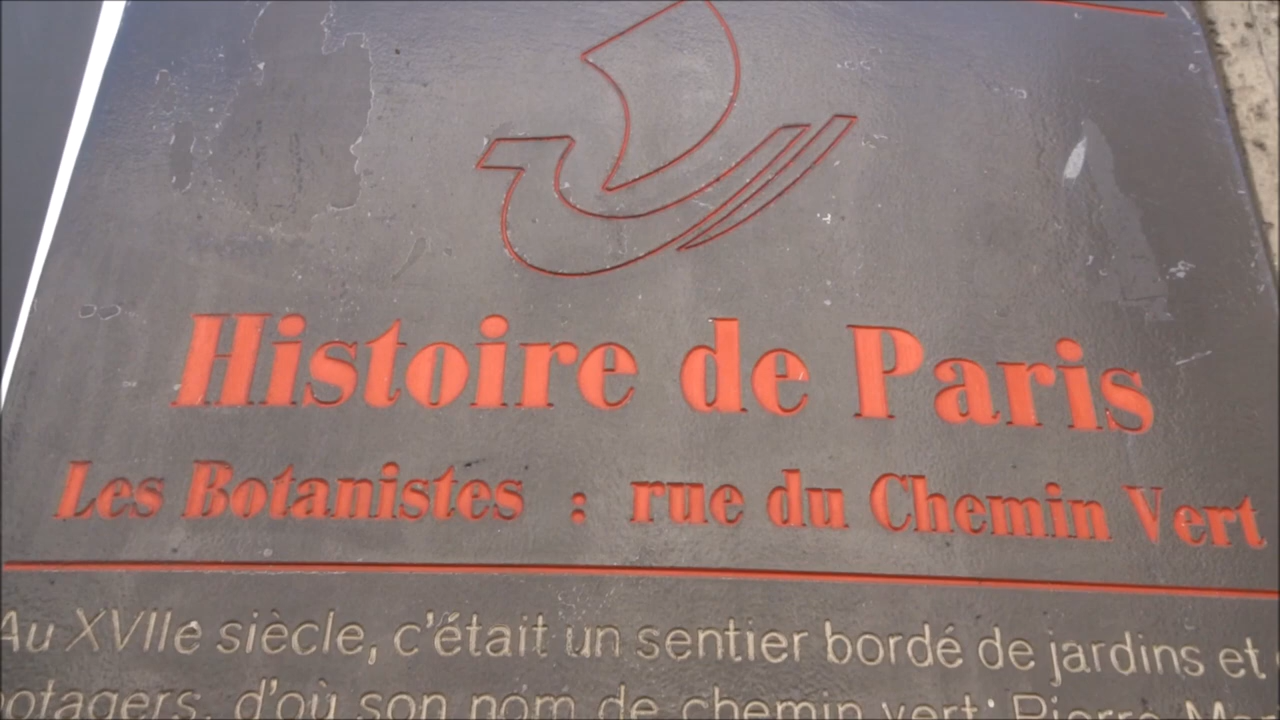 Histoire de Paris
Les Botanistes : rue du Chemin Vert
Au XVIIe siècle, c'était un sentier bordé de jardins et
potagers, d'où son nom de chemin vert; Pierre